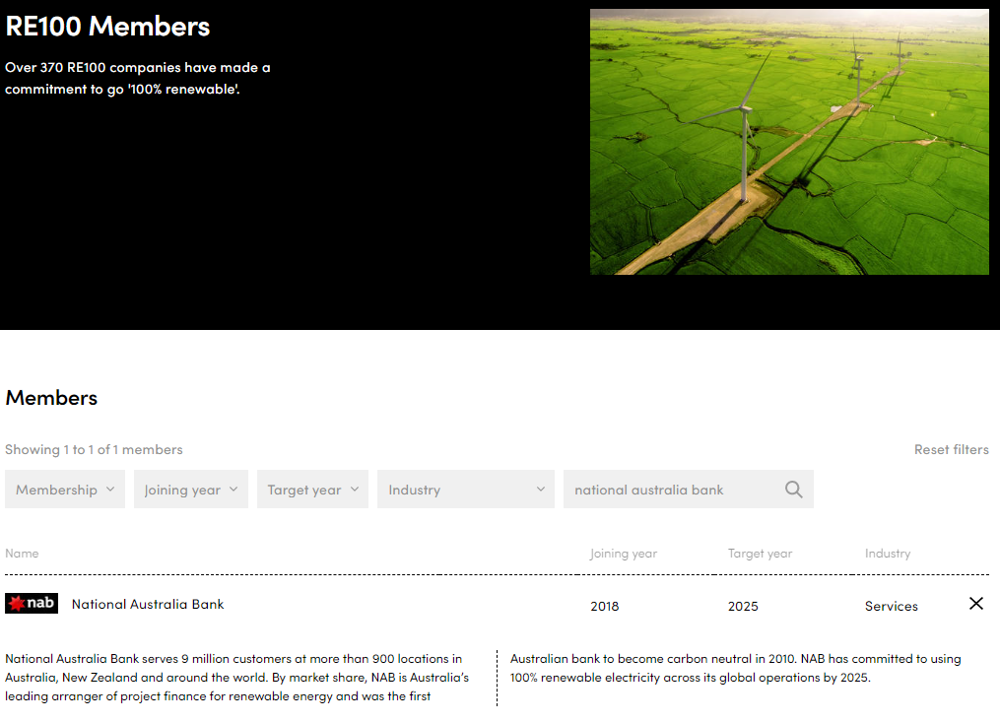 RE100 Members
Over 370 RE100 companies have made a
commitment to go '100% renewable'.
Members
Showing 1 to 1 of 1 members
Reset filters
Membership
Joining year
Target year
Industry
national australia bank
Name
Joining year
Target year
Industry
nab
National Australia Bank
2018
2025
Services
National Australia Bank serves 9 million customers at more than 900 locations in
Australia, New Zealand and around the world. By market share, NAB is Australia’s
leading arranger of project finance for renewable energy and was the first
Australian bank to become carbon neutral in 2010. NAB has committed to using
100% renewable electricity across its global operations by 2025.